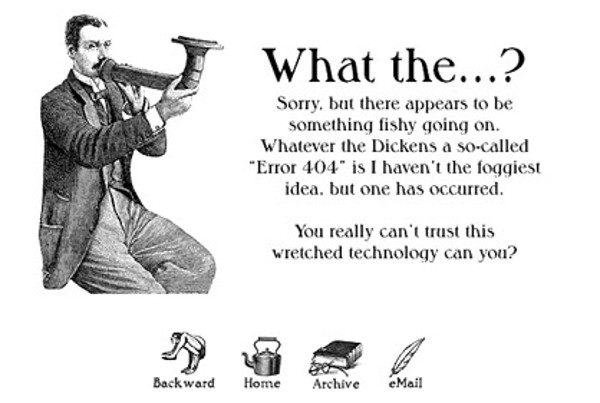 What the...?
Sorry, but there appears to be
something fishy going on.
Whatever the Dickens a so-called
"Error 404" is I haven't the foggiest
idea, but one has occurred.
You really can't trust this
wretched technology can you?
Backward Home Archive eMail